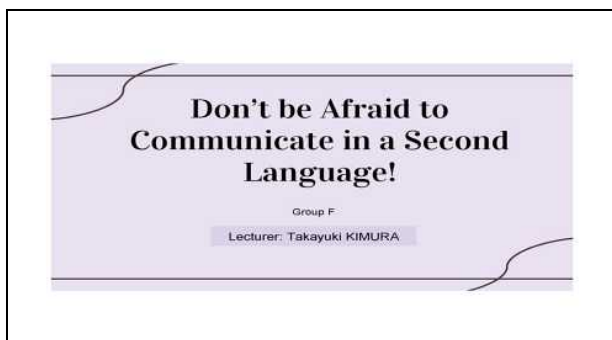 Don’t be Afraid to
Communicate in a Second
Language!
Group F
Lecturer: Takayuki KIMURA